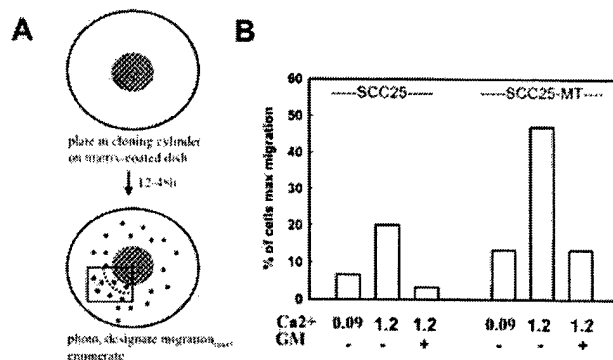 A
plate in cloning cylinder
on matrix-coated dish
12-48h
photo, designate migration
enumerate
B
% of cells max migration
60
50
40
30
20
10
0
-----SCC25-----
-----SCC25-MT----
Ca2+ 0.09 1.2 1.2 0.09 1.2 1.2
GM - - + - - +